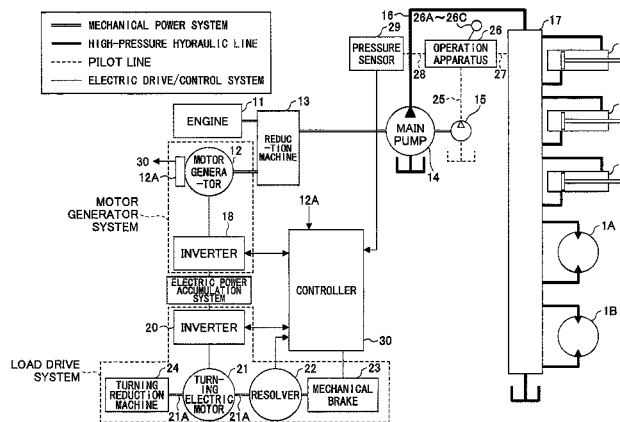 MECHANICAL POWER SYSTEM
HIGH-PRESSURE HYDRAULIC LINE
PILOT LINE
ELECTRIC DRIVE/CONTROL SYSTEM
16
26A~26C
29
26
17
PRESSURE
SENSOR
OPERATION
APPARATUS
28
27
25
15
11
13
ENGINE
REDUC
-TION
MACHINE
MAIN
PUMP
14
30
12
12A
MOTOR
GENERA
-TOR
MOTOR
GENERATOR
SYSTEM
18
INVERTER
12A
ELECTRIC POWER
ACCUMULATION
SYSTEM
CONTROLLER
20
INVERTER
30
1A
1B
LOAD DRIVE
SYSTEM
24
21
22
23
TURNING
REDUCTION
MACHINE
TURN-
ING ELECTRIC
MOTOR
RESOLVER
MECHANICAL
BRAKE
21A
21A